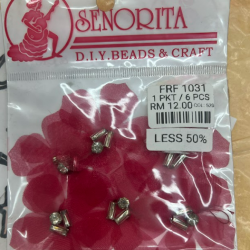 SENORITA
D.I.Y. BEADS & CRAFT
FRF 1031
1 PKT / 6 PCS
RM 12.00
LESS 50%